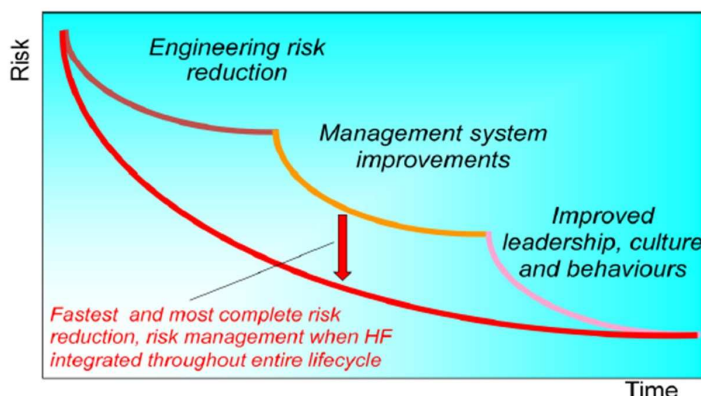 Risk
Engineering risk
reduction
Management system
improvements
Improved
leadership, culture
and behaviours
Fastest and most complete risk
reduction, risk management when HF
integrated throughout entire lifecycle
Time